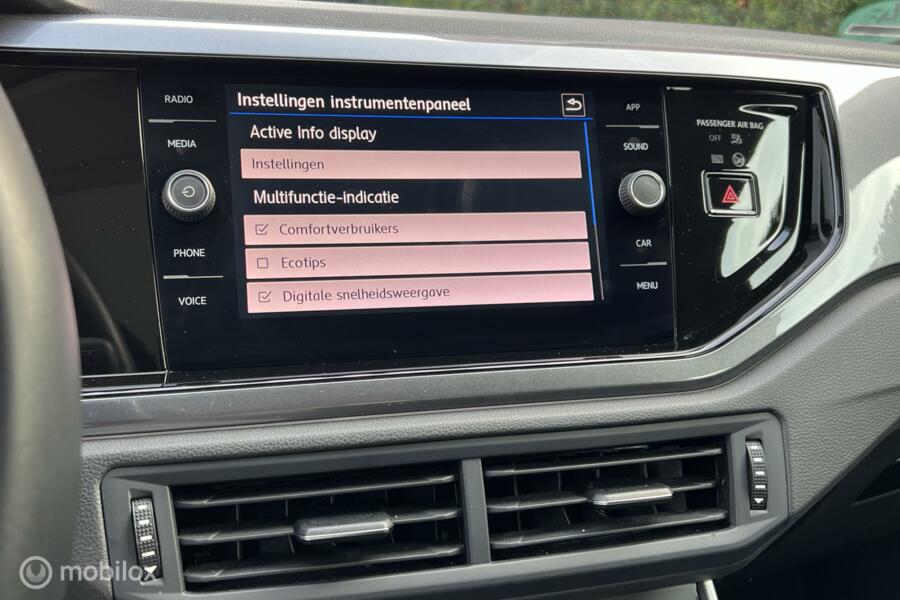 RADIO
MEDIA
PHONE
VOICE
Instellingen instrumentenpaneel
Active Info display
Instellingen
Multifunctie-indicatie
Comfortverbruikers
Ecotips
Digitale snelheidsweergave
APP
SOUND
CAR
MENU
PASSENGER AIR BAG
OFF
mobilox